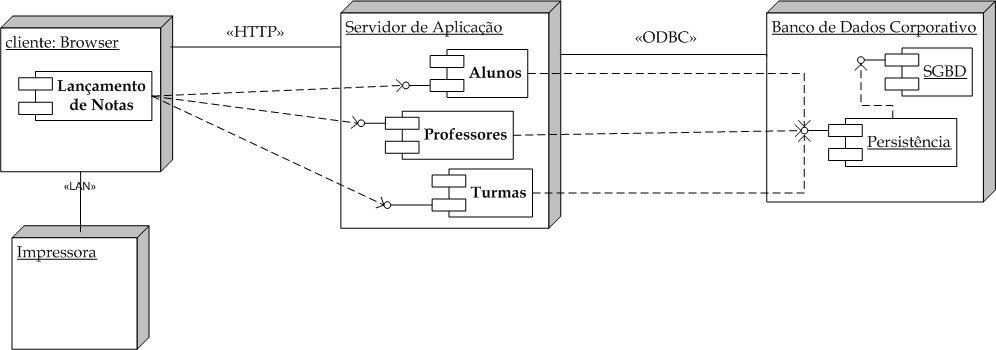 cliente: Browser
Lançamento
de Notas
«HTTP»
Servidor de Aplicação
Alunos
Professores
Turmas
«ODBC»
Banco de Dados Corporativo
SGBD
Persistência
«LAN»
Impressora